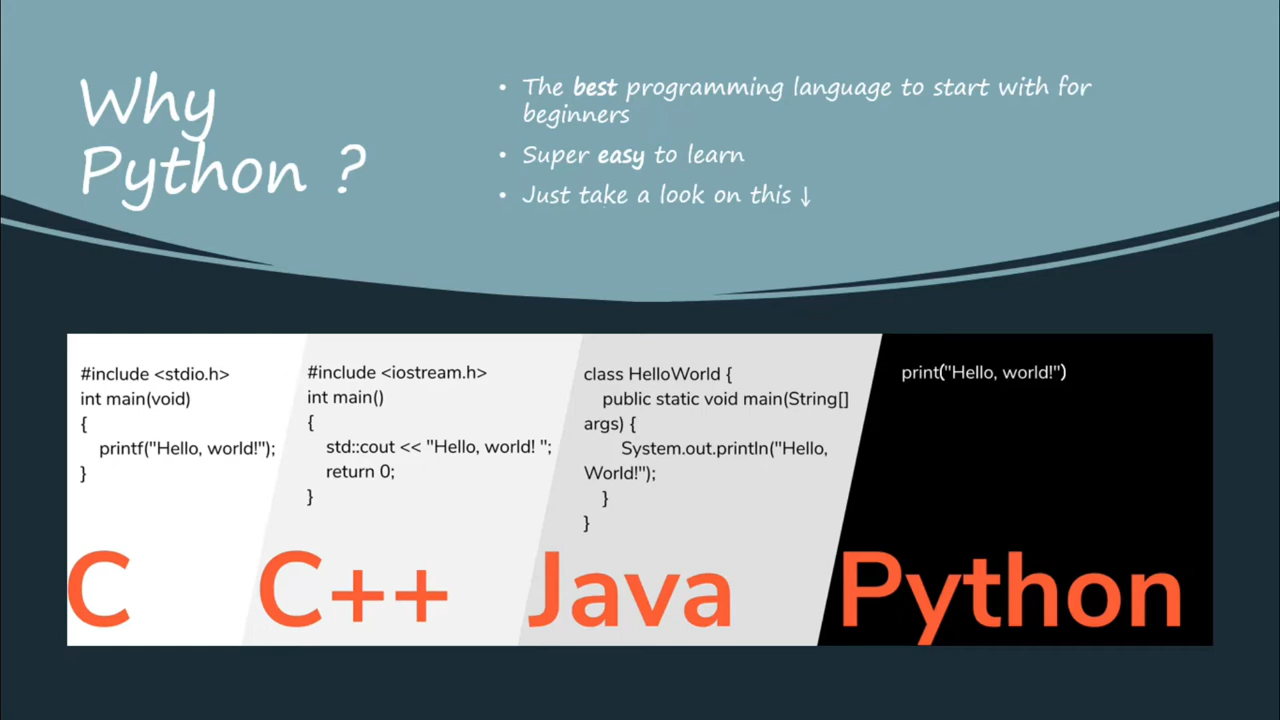 Why
Python ?
• The best programming language to start with for
beginners
• Super easy to learn
• Just take a look on this ↓
#include <stdio.h>
int main(void)
{
printf("Hello, world!");
}
C
#include <iostream.h>
int main()
{
std::cout << "Hello, world! ";
return 0;
}
C++
class HelloWorld {
public static void main(String[]
args) {
System.out.println("Hello,
World!");
}
}
Java
print("Hello, world!")
Python